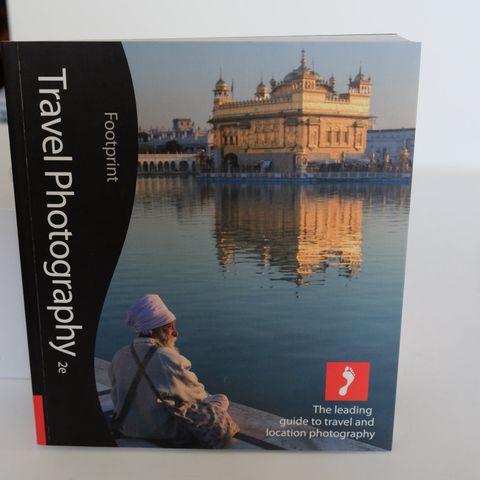 Travel Photography 2e
Footprint
The leading
guide to travel and
location photography